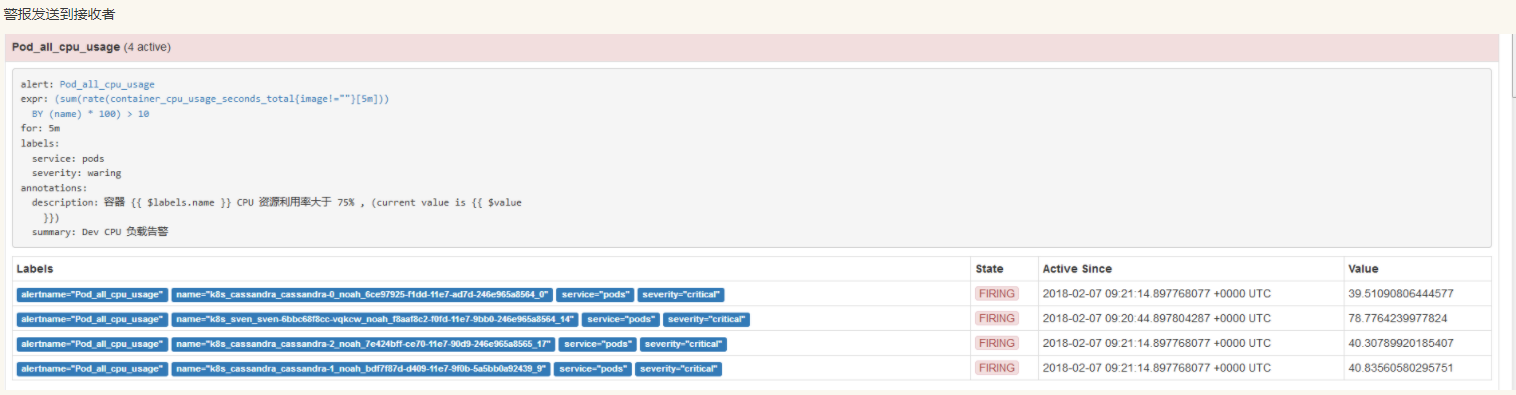 警报发送到接收者
Pod_all_cpu_usage (4 active)
alert: Pod_all_cpu_usage
expr: (sum(rate(container_cpu_usage_seconds_total{image!=""}[5m]))
BY (name) * 100) > 10
for: 5m
labels:
service: pods
severity: waring
annotations:
description: 容器 {{ $labels.name }} CPU 资源利用率大于 75% , (current value is {{ $value
}})
summary: Dev CPU 负载告警
Labels State Active Since Value
alertname="Pod_all_cpu_usage" name="k8s_cassandra_cassandra-0_noah_6ce97925-f1dd-11e7-ad7d-246e965a8564_0" service="pods" severity="critical" FIRING 2018-02-07 09:21:14.897768077 +0000 UTC 39.51090806444577
alertname="Pod_all_cpu_usage" name="k8s_sven_sven-6bbc68f8cc-vqkcw_noah_f8aaf8c2-f0fd-11e7-9bb0-246e965a8564_14" service="pods" severity="critical" FIRING 2018-02-07 09:20:44.897804287 +0000 UTC 78.7764239977824
alertname="Pod_all_cpu_usage" name="k8s_cassandra_cassandra-2_noah_7e424bff-ce70-11e7-90d9-246e965a8565_17" service="pods" severity="critical" FIRING 2018-02-07 09:21:14.897768077 +0000 UTC 40.30789920185407
alertname="Pod_all_cpu_usage" name="k8s_cassandra_cassandra-1_noah_bdf7f87d-d409-11e7-9f0b-5a5bb0a92439_9" service="pods" severity="critical" FIRING 2018-02-07 09:21:14.897768077 +0000 UTC 40.83560580295751